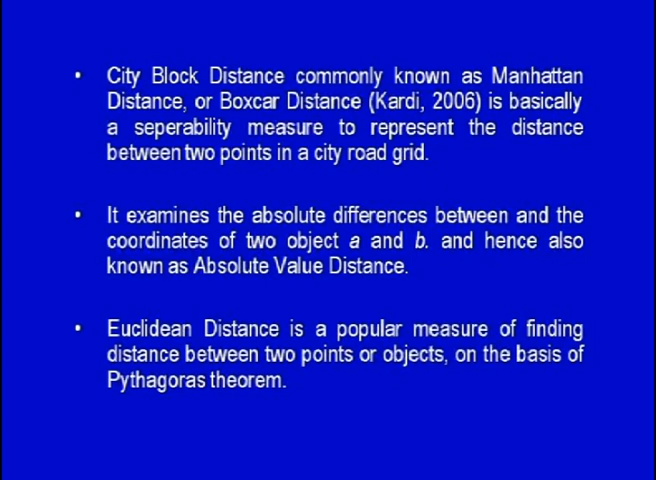 • City Block Distance commonly known as Manhattan
Distance, or Boxcar Distance (Kardi, 2006) is basically
a seperability measure to represent the distance
between two points in a city road grid.
• It examines the absolute differences between and the
coordinates of two object a and b. and hence also
known as Absolute Value Distance.
• Euclidean Distance is a popular measure of finding
distance between two points or objects, on the basis of
Pythagoras theorem.